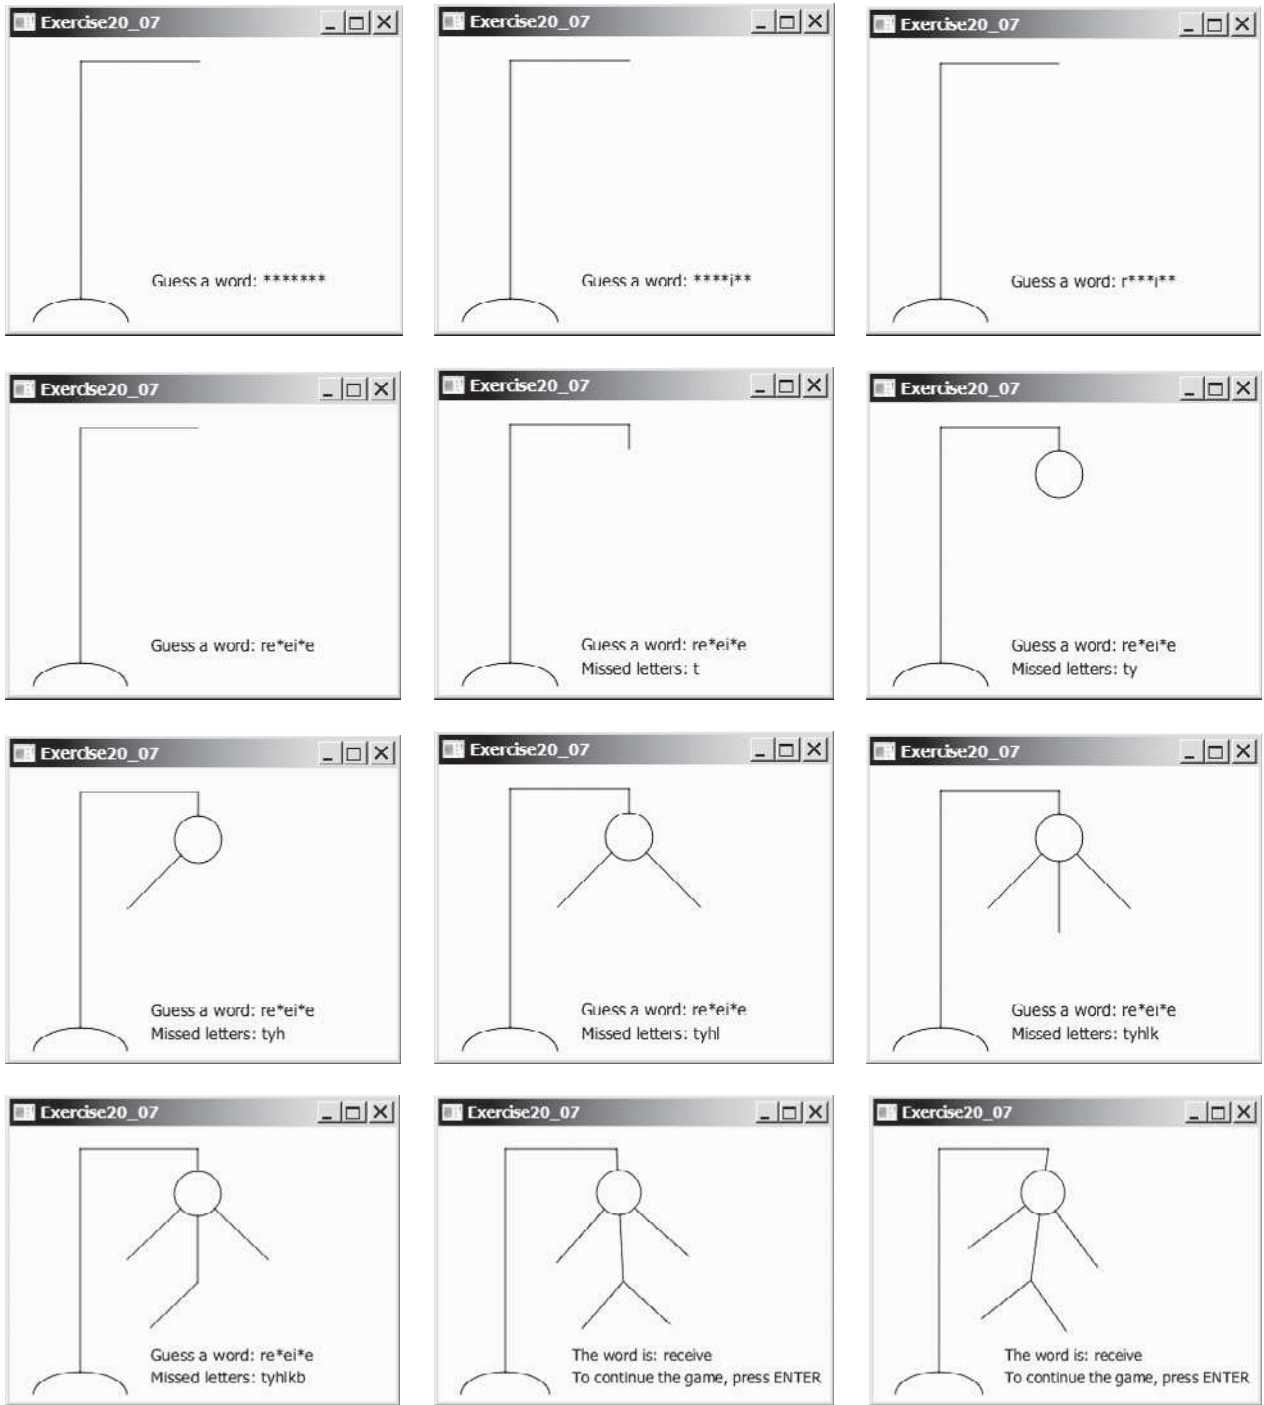 Exercise20_07
Guess a word: *******
Exercise20_07
Guess a word: ****i**
Exercise20_07
Guess a word: r***i**
Exercise20_07
Guess a word: re*ei*e
Exercise20_07
Guess a word: re*ei*e
Missed letters: t
Exercise20_07
Guess a word: re*ei*e
Missed letters: ty
Exercise20_07
Guess a word: re*ei*e
Missed letters: tyh
Exercise20_07
Guess a word: re*ei*e
Missed letters: tyhl
Exercise20_07
Guess a word: re*ei*e
Missed letters: tyhlk
Exercise20_07
Guess a word: re*ei*e
Missed letters: tyhlkb
Exercise20_07
The word is: receive
To continue the game, press ENTER
Exercise20_07
The word is: receive
To continue the game, press ENTER